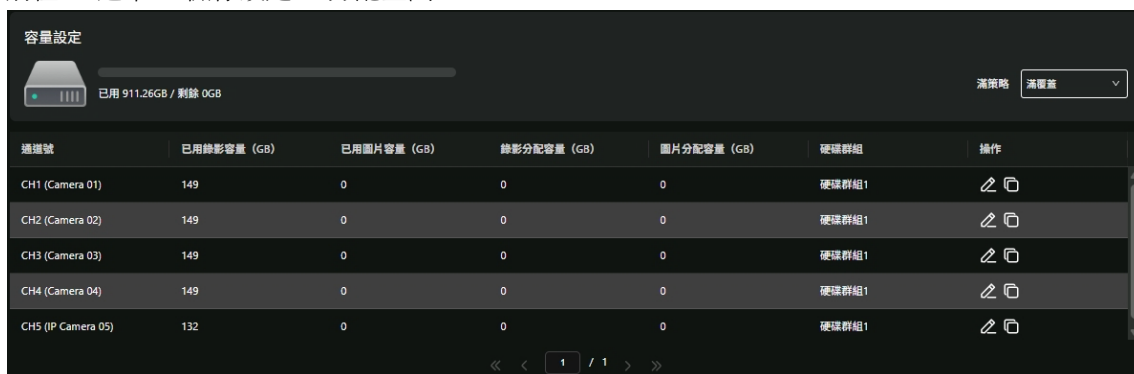 容量設定
已用 911.26GB / 剩餘 0GB
滿策略 滿覆蓋
通道號 已用錄影容量（GB） 已用圖片容量（GB） 錄影分配容量（GB） 圖片分配容量（GB） 硬碟群組 操作
CH1 (Camera 01) 149 0 0 0 硬碟群組1
CH2 (Camera 02) 149 0 0 0 硬碟群組1
CH3 (Camera 03) 149 0 0 0 硬碟群組1
CH4 (Camera 04) 149 0 0 0 硬碟群組1
CH5 (IP Camera 05) 132 0 0 0 硬碟群組1
« ‹ 1 / 1 › »